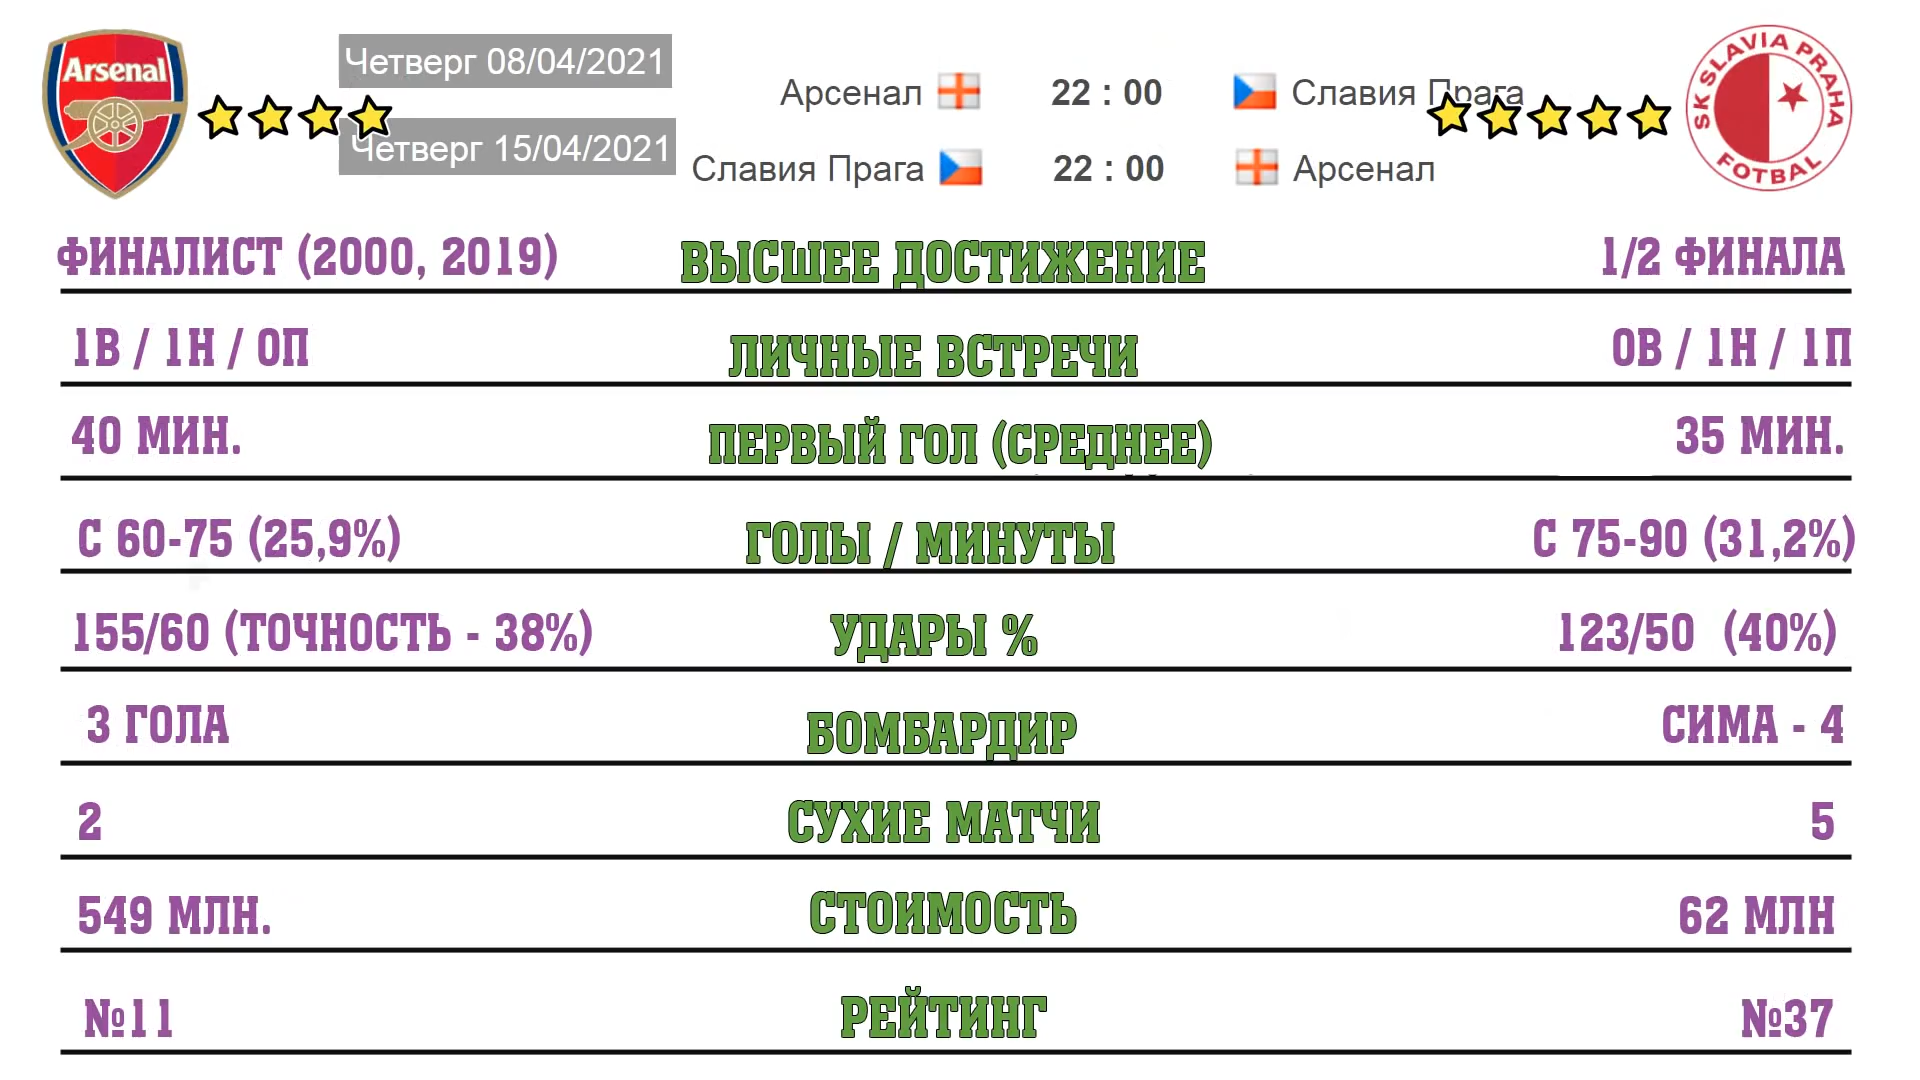 Arsenal
Четверг 08/04/2021
Арсенал 22 : 00 Славия Прага
SK SLAVIA PRAHA
FOTBAL
Четверг 15/04/2021
Славия Прага 22 : 00 Арсенал
ФИНАЛИСТ (2000, 2019) ВЫСШЕЕ ДОСТИЖЕНИЕ 1/2 ФИНАЛА
1В / 1Н / 0П ЛИЧНЫЕ ВСТРЕЧИ 0В / 1Н / 1П
40 МИН. ПЕРВЫЙ ГОЛ (СРЕДНЕЕ) 35 МИН.
С 60-75 (25,9%) ГОЛЫ / МИНУТЫ С 75-90 (31,2%)
155/60 (ТОЧНОСТЬ - 38%) УДАРЫ % 123/50 (40%)
3 ГОЛА БОМБАРДИР СИМА - 4
2 СУХИЕ МАТЧИ 5
549 МЛН. СТОИМОСТЬ 62 МЛН
№11 РЕЙТИНГ №37